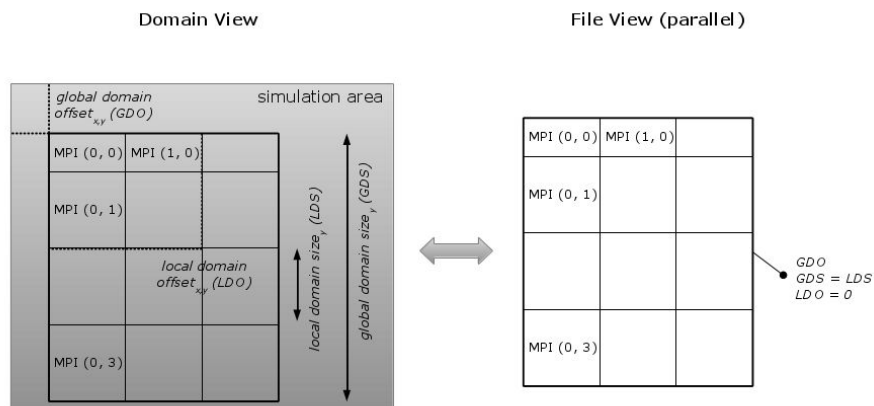 Domain View
File View (parallel)
global domain
offset x,y (GDO)
simulation area
MPI (0, 0)
MPI (1, 0)
MPI (0, 1)
local domain
offset x,y (LDO)
MPI (0, 3)
local domain size y (LDS)
global domain size y (GDS)
MPI (0, 0)
MPI (1, 0)
MPI (0, 1)
MPI (0, 3)
GDO
GDS = LDS
LDO = 0